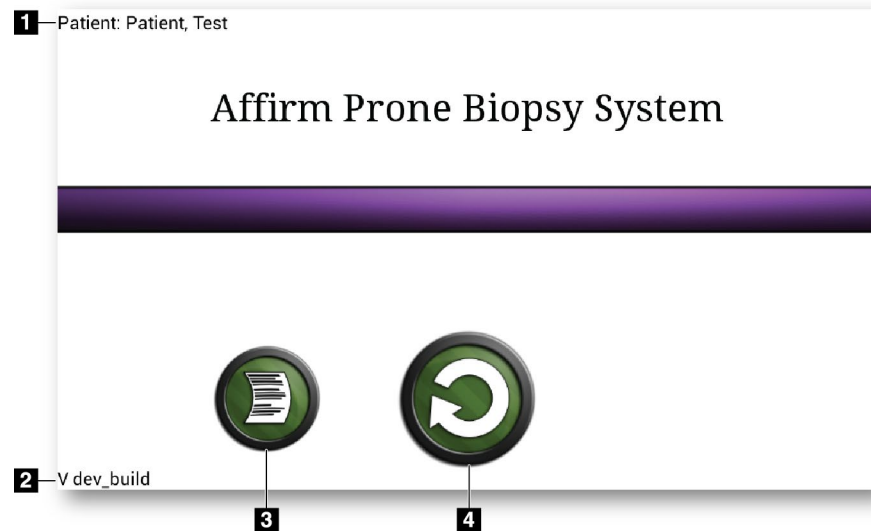 1 Patient: Patient, Test
Affirm Prone Biopsy System
2 V dev_build
3 4